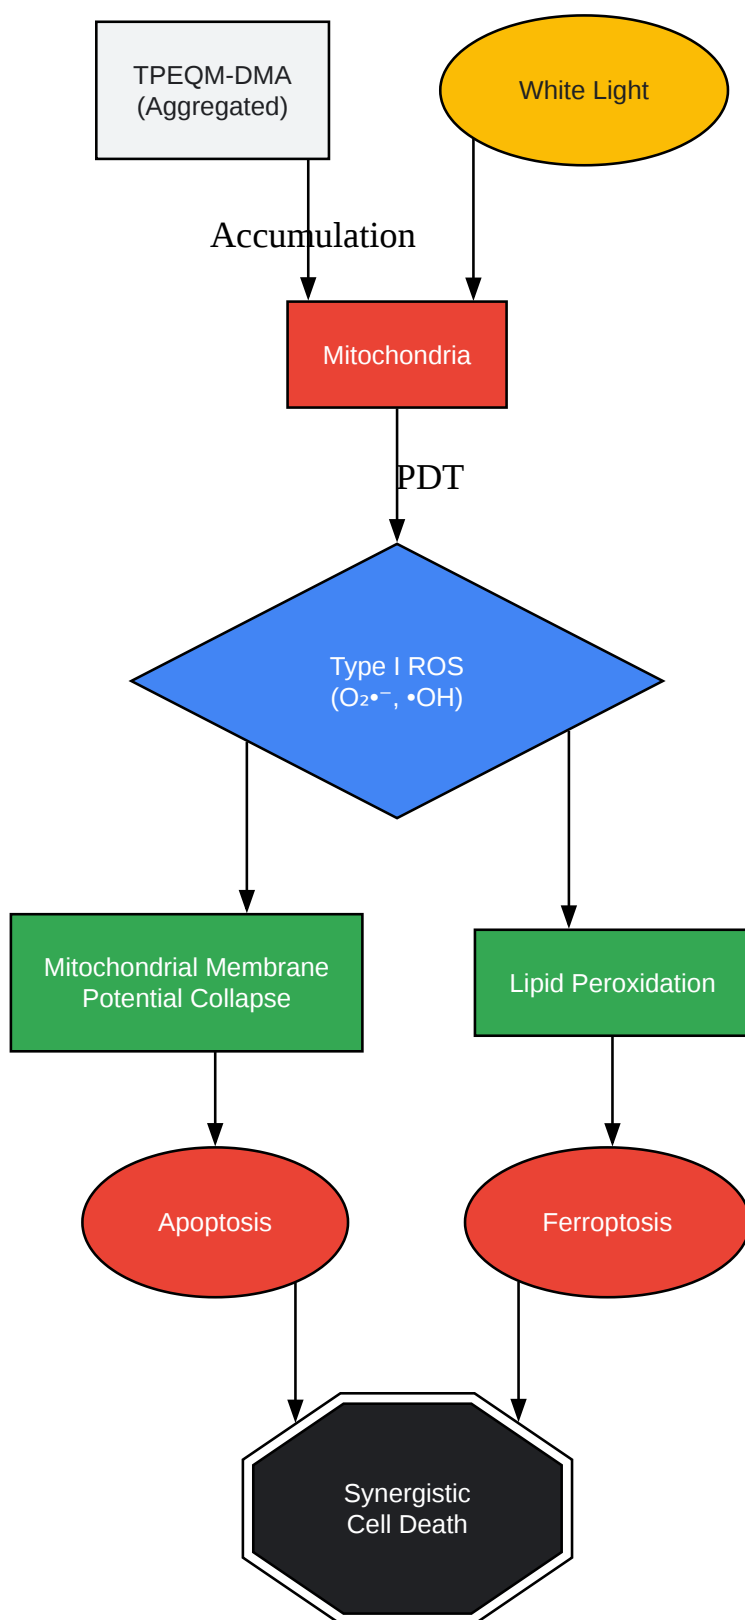 TPEQM-DMA
(Aggregated)
White Light
Accumulation
Mitochondria
PDT
Type I ROS
(O₂•⁻, •OH)
Mitochondrial Membrane
Potential Collapse
Lipid Peroxidation
Apoptosis
Ferroptosis
Synergistic
Cell Death